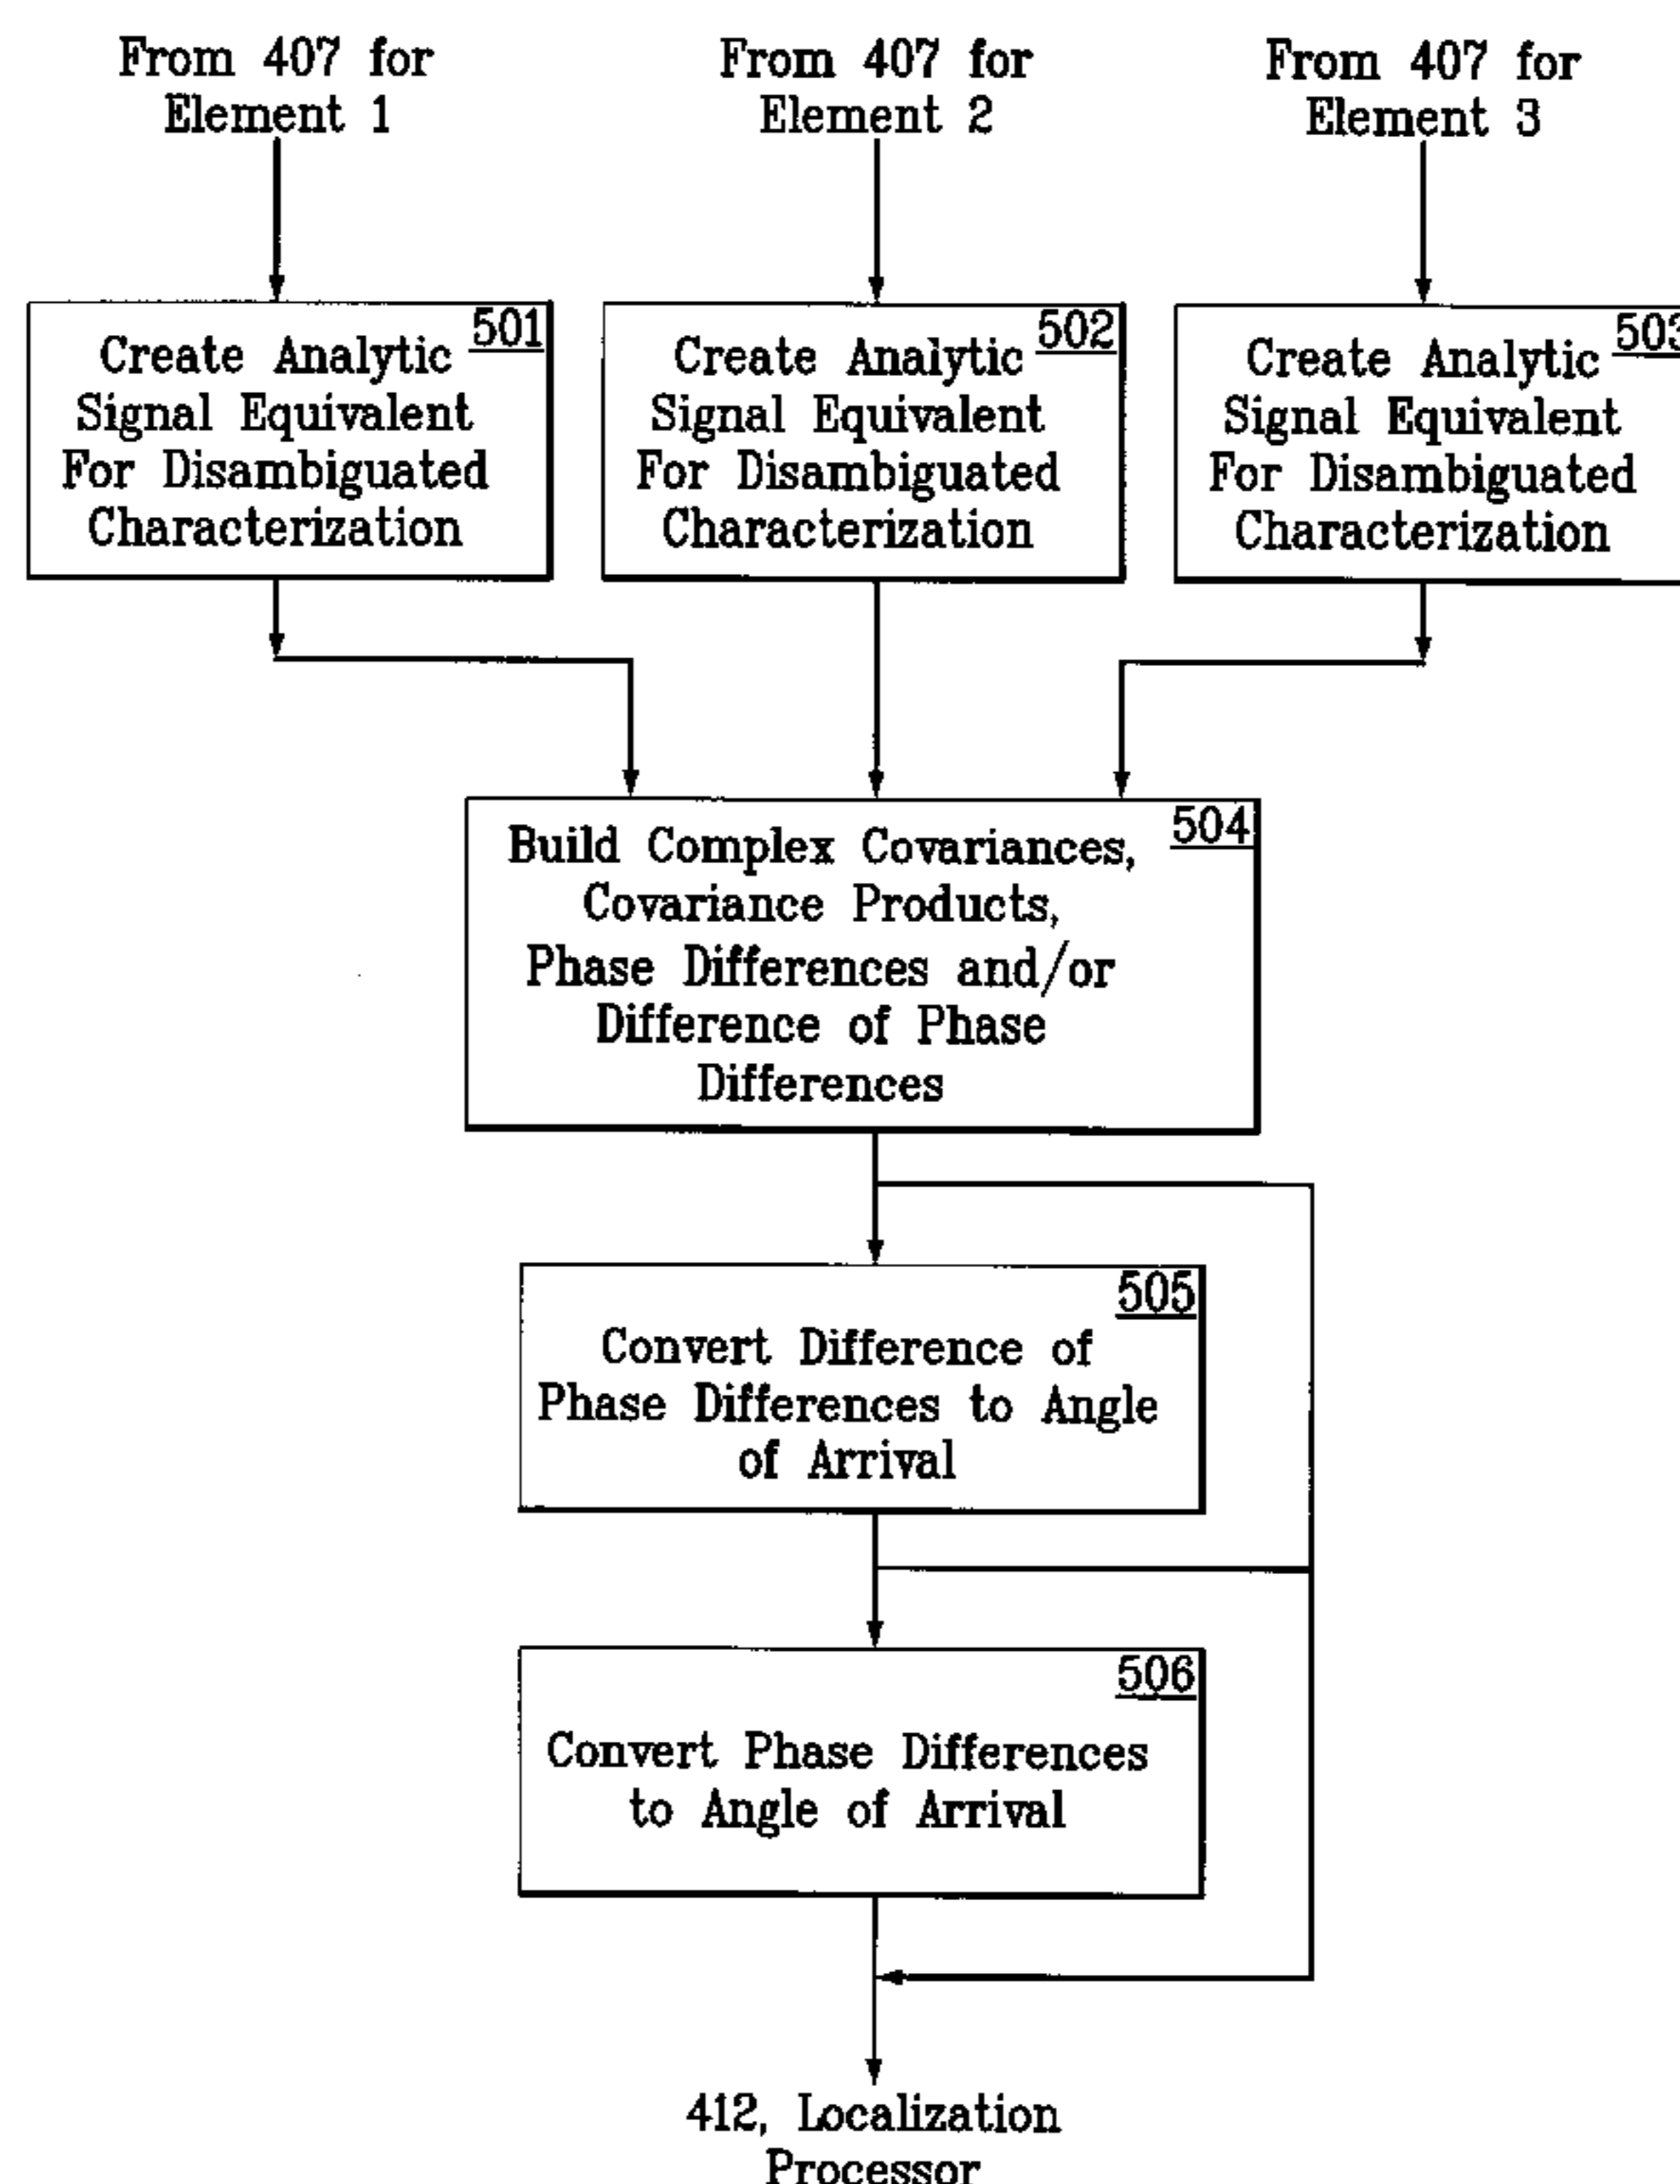 From 407 for
Element 1
From 407 for
Element 2
From 407 for
Element 3
501
Create Analytic
Signal Equivalent
For Disambiguated
Characterization
502
Create Analytic
Signal Equivalent
For Disambiguated
Characterization
503
Create Analytic
Signal Equivalent
For Disambiguated
Characterization
504
Build Complex Covariances,
Covariance Products,
Phase Differences and/or
Difference of Phase
Differences
505
Convert Difference of
Phase Differences to Angle
of Arrival
506
Convert Phase Differences
to Angle of Arrival
412, Localization
Processor